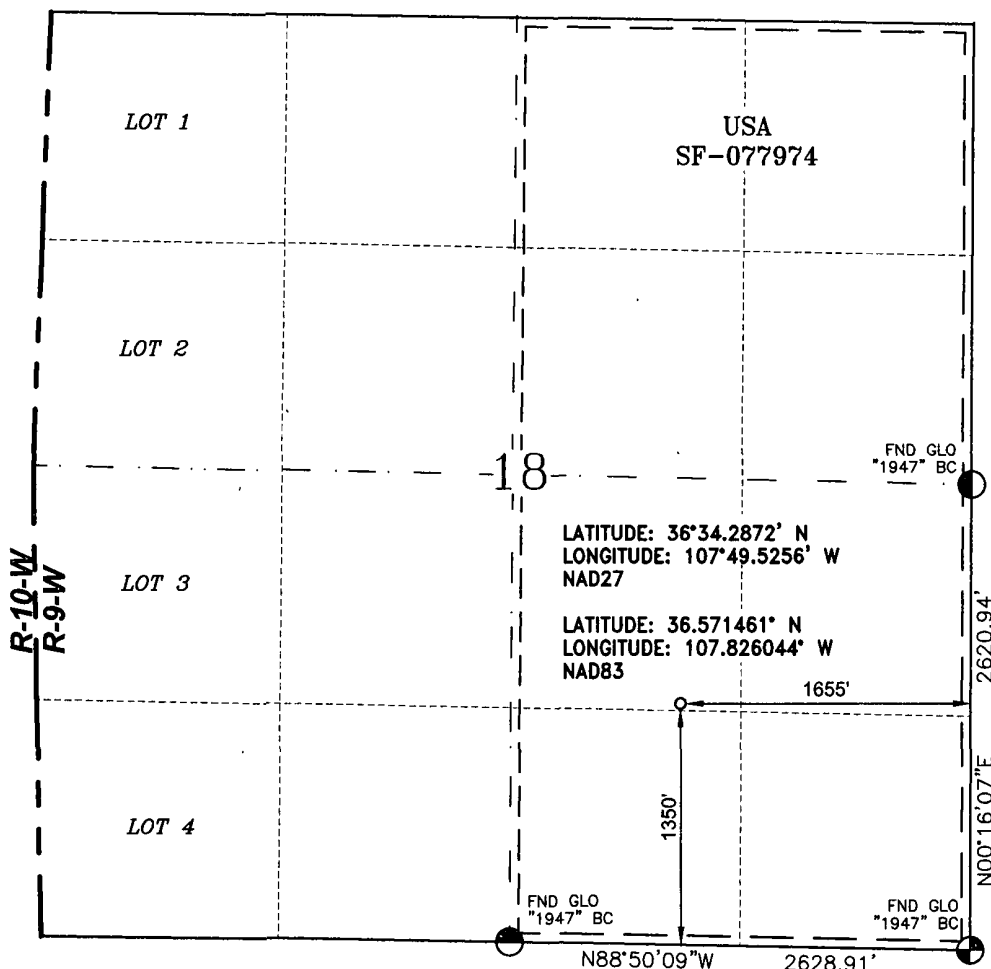 LOT 1
USA
SF-077974
LOT 2
FND GLO
"1947" BC
18
LATITUDE: 36°34.2872' N
LONGITUDE: 107°49.5256' W
NAD27
R-10-W
R-9-W
LOT 3
LATITUDE: 36.571461° N
LONGITUDE: 107.826044° W
NAD83
2620.94'
1655'
1350'
N00°16'07"E
LOT 4
FND GLO
"1947" BC
FND GLO
"1947" BC
N88°50'09"W
2628.91'